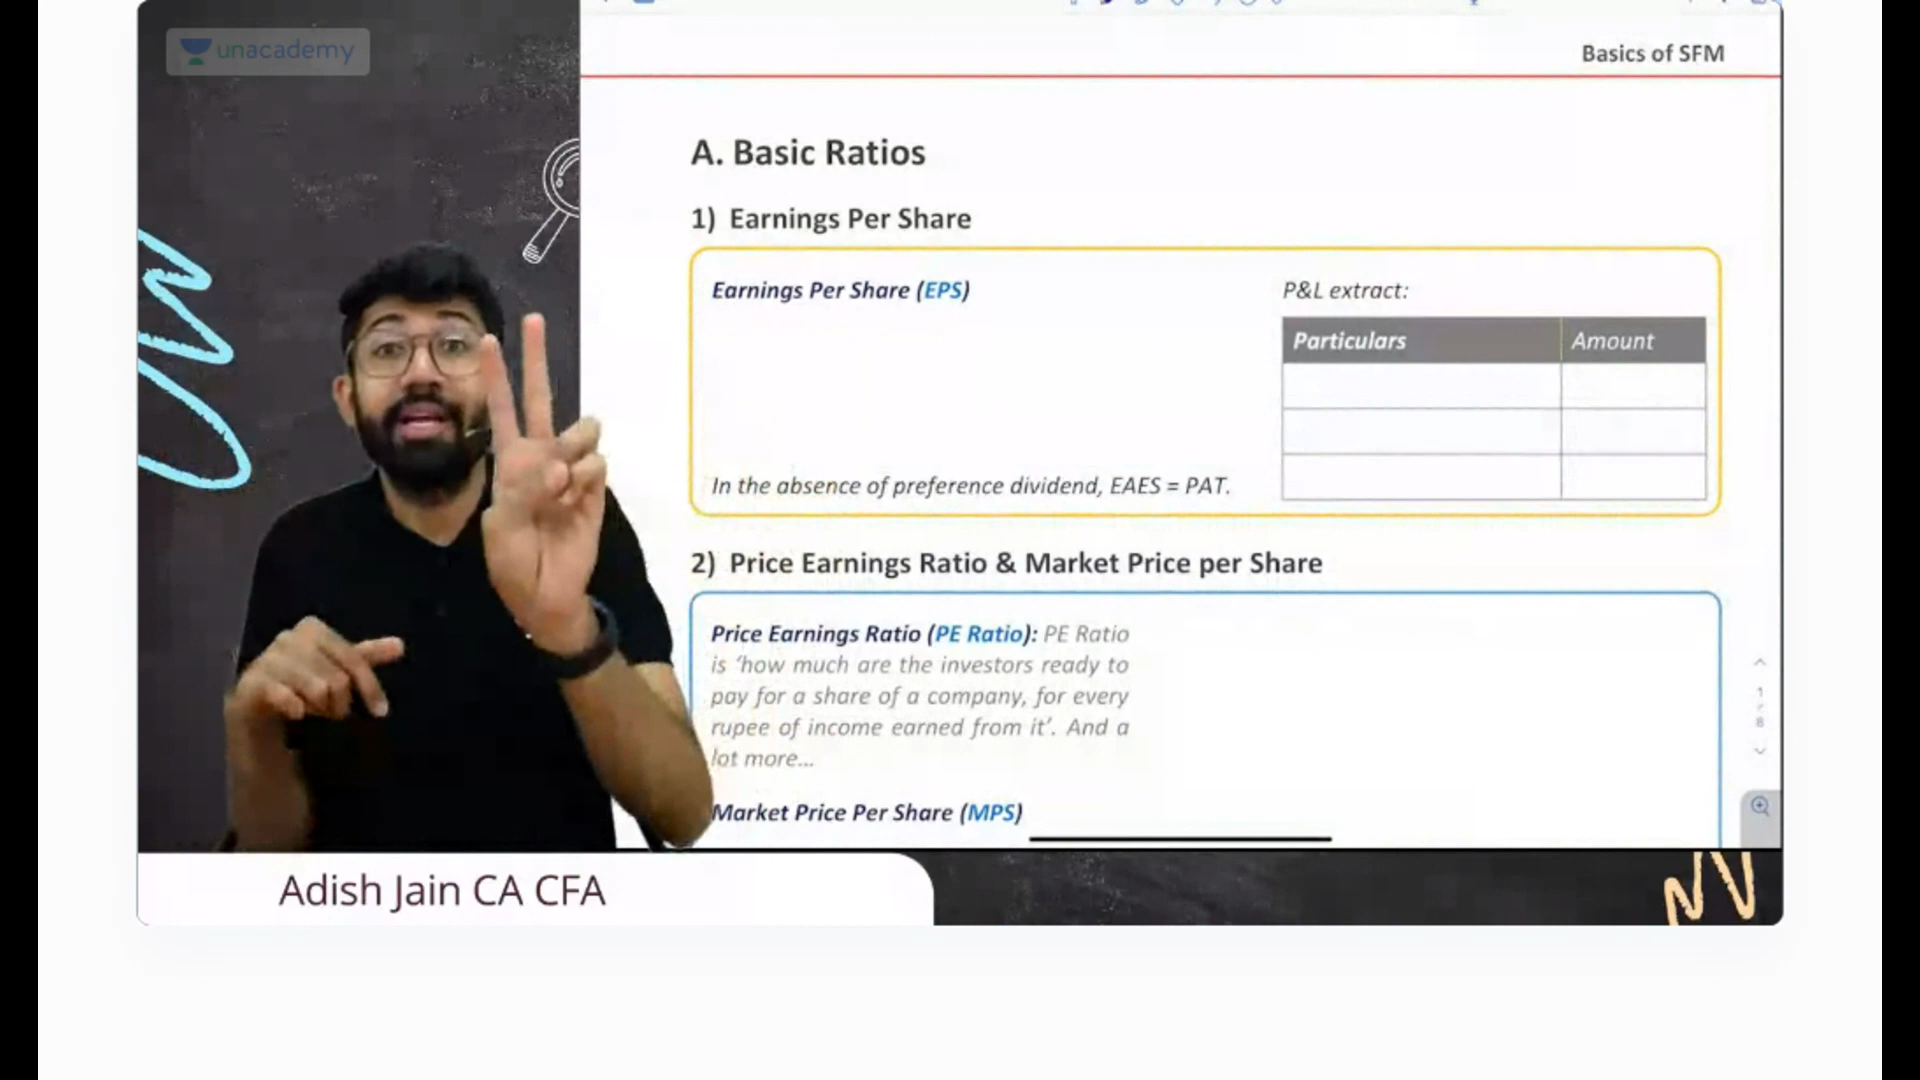 unacademy
Basics of SFM
A. Basic Ratios
1) Earnings Per Share
Earnings Per Share (EPS)
P&L extract:
Particulars Amount
In the absence of preference dividend, EAES = PAT.
2) Price Earnings Ratio & Market Price per Share
Price Earnings Ratio (PE Ratio): PE Ratio
is ‘how much are the investors ready to
pay for a share of a company, for every
rupee of income earned from it’. And a
lot more...
Market Price Per Share (MPS)
1
/
8
Adish Jain CA CFA